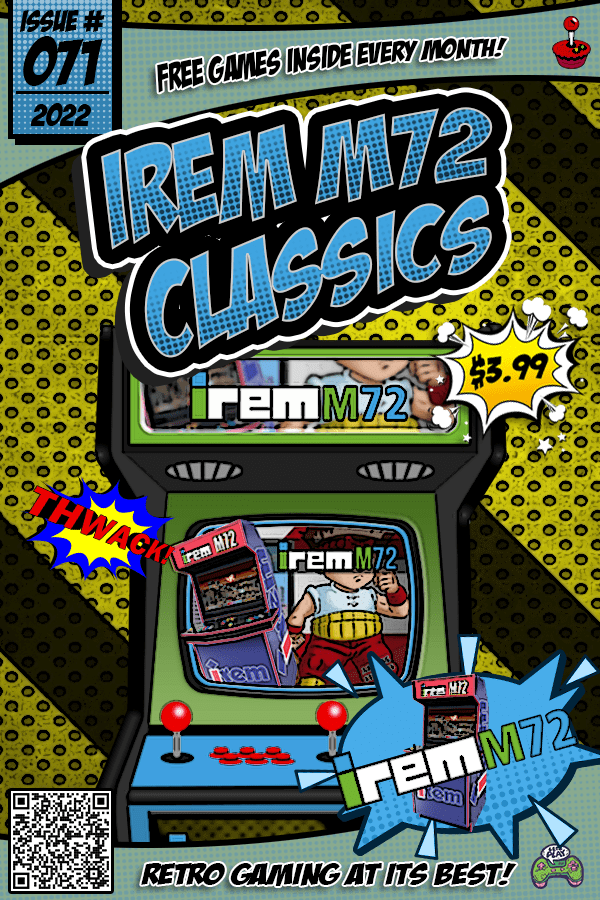 ISSUE #
071
2022
FREE GAMES INSIDE EVERY MONTH!
IREM M72
CLASSICS
$3.99
irem M72
THWACK!
irem M72
irem M72
irem
irem M72
irem M72
irem
RETRO GAMING AT ITS BEST!